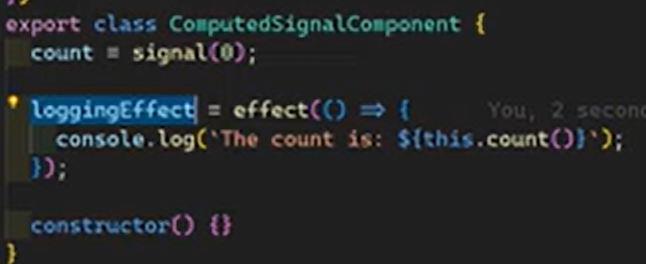 export class ComputedSignalComponent {
count = signal(0);
loggingEffect = effect(() => { You, 2 second
console.log(`The count is: ${this.count()}`);
});
constructor() {}
}